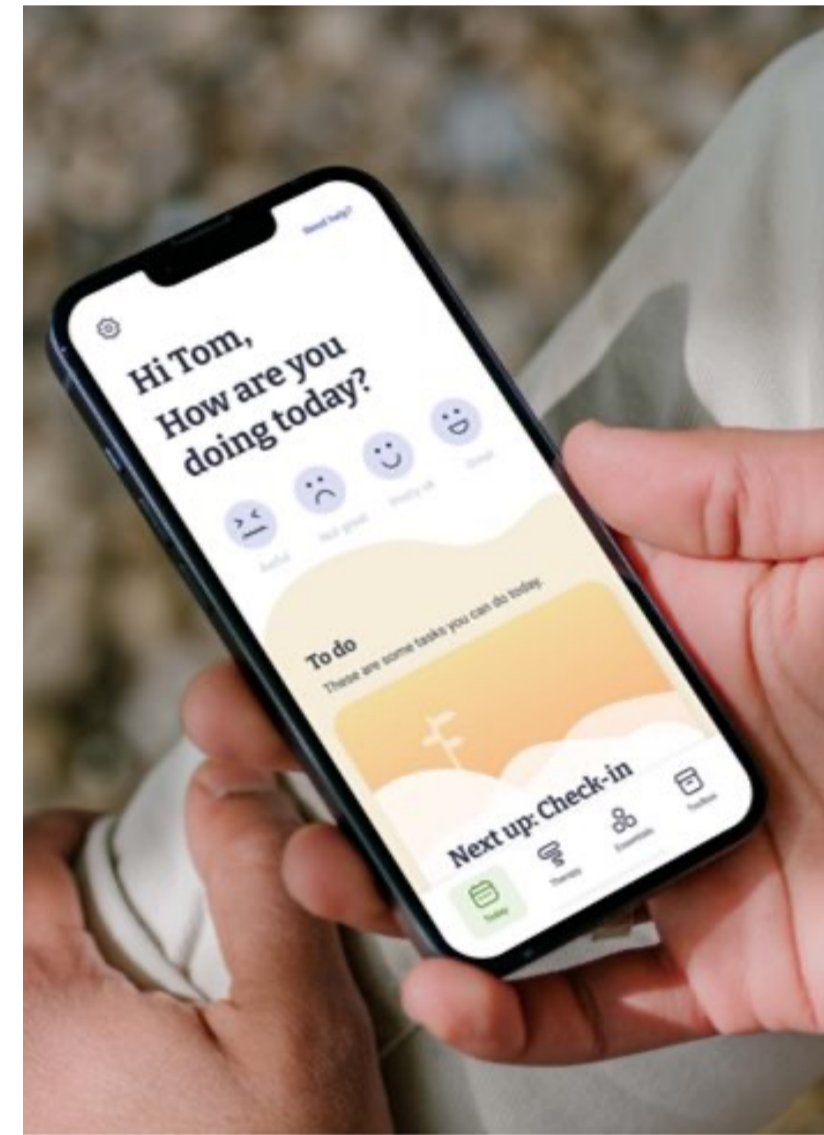 Need help?
Hi Tom,
How are you
doing today?
Awful
Not great
Pretty ok
Great
To do
These are some tasks you can do today.
Next up: Check-in
Today
Therapy
Essentials
Toolbox